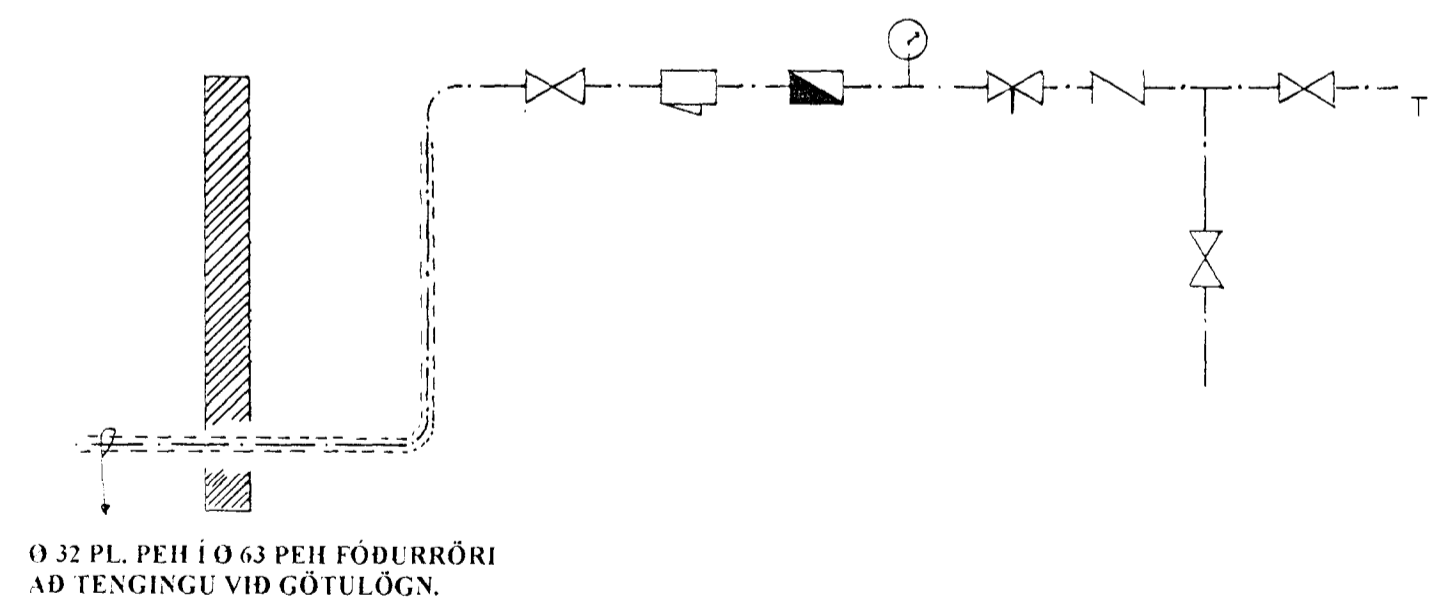 T
Ø 32 PL. PEH Í Ø 63 PEH FÓÐURRÖRI
AÐ TENGINGU VIÐ GÖTULÖGN.